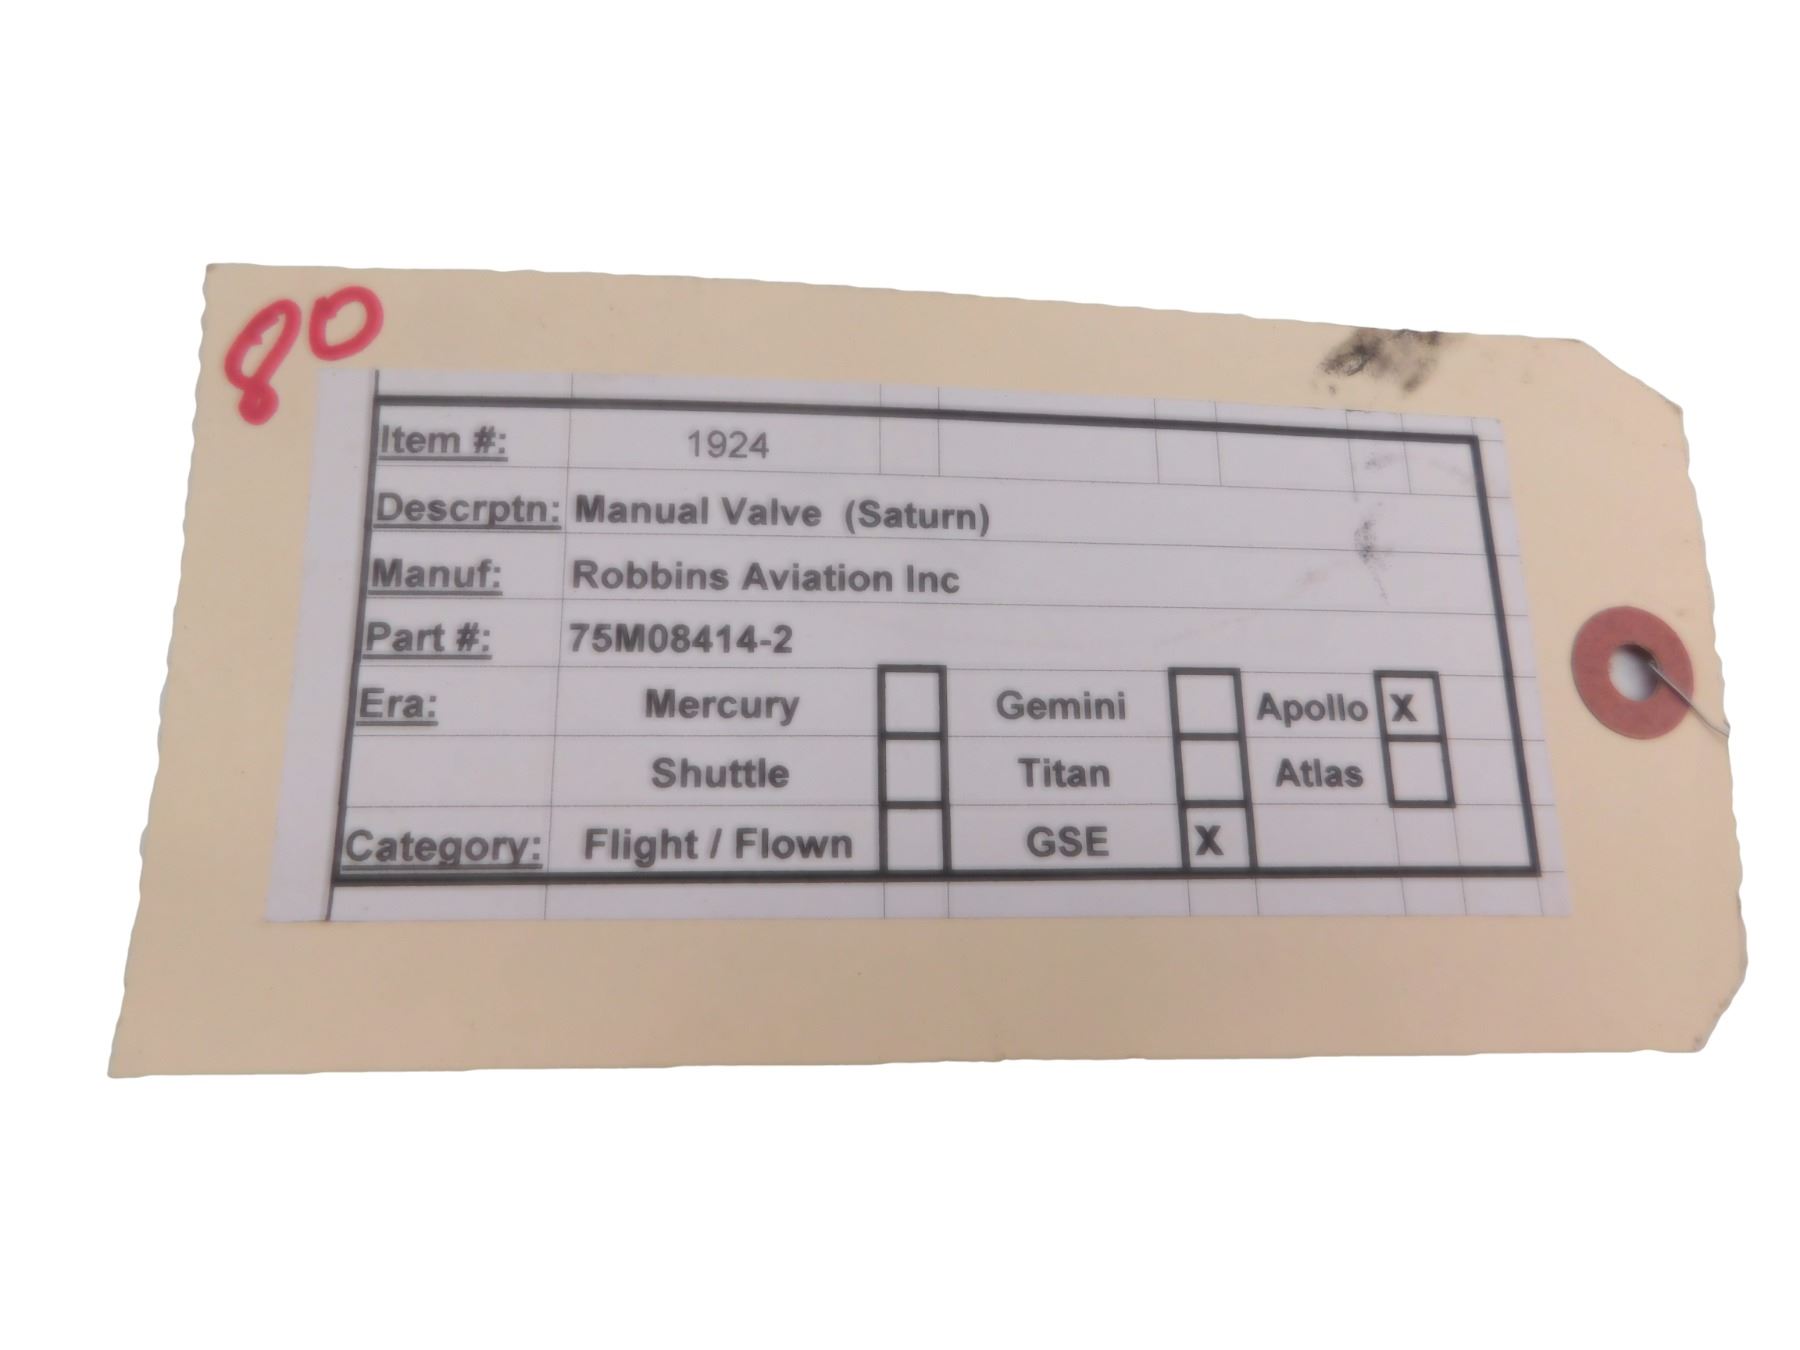 80
Item #: 1924
Descrptn: Manual Valve (Saturn)
Manuf: Robbins Aviation Inc
Part #: 75M08414-2
Era: Mercury Gemini Apollo X
Shuttle Titan Atlas
Category: Flight / Flown GSE X